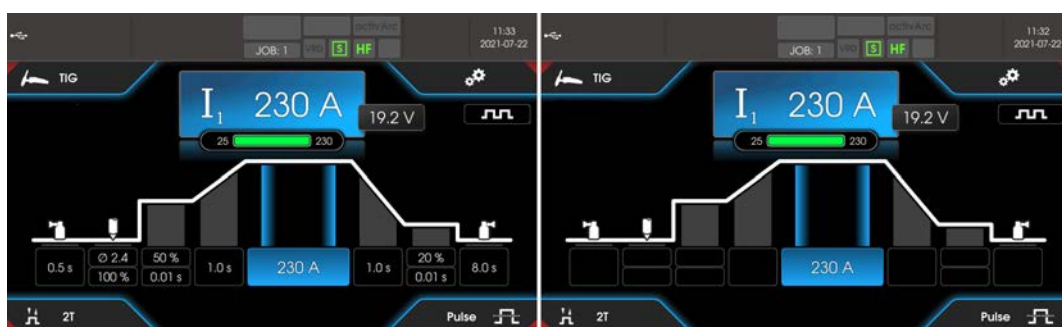 activArc
11:33
JOB: 1 VRD S HF
2021-07-22
TIG
I1 230 A
19.2 V
25 230
0.5 s
Ø 2.4
100 %
50 %
0.01 s
1.0 s
230 A
1.0 s
20 %
0.01 s
8.0 s
2T
Pulse
activArc
11:32
JOB: 1 VRD S HF
2021-07-22
TIG
I1 230 A
19.2 V
25 230
230 A
2T
Pulse